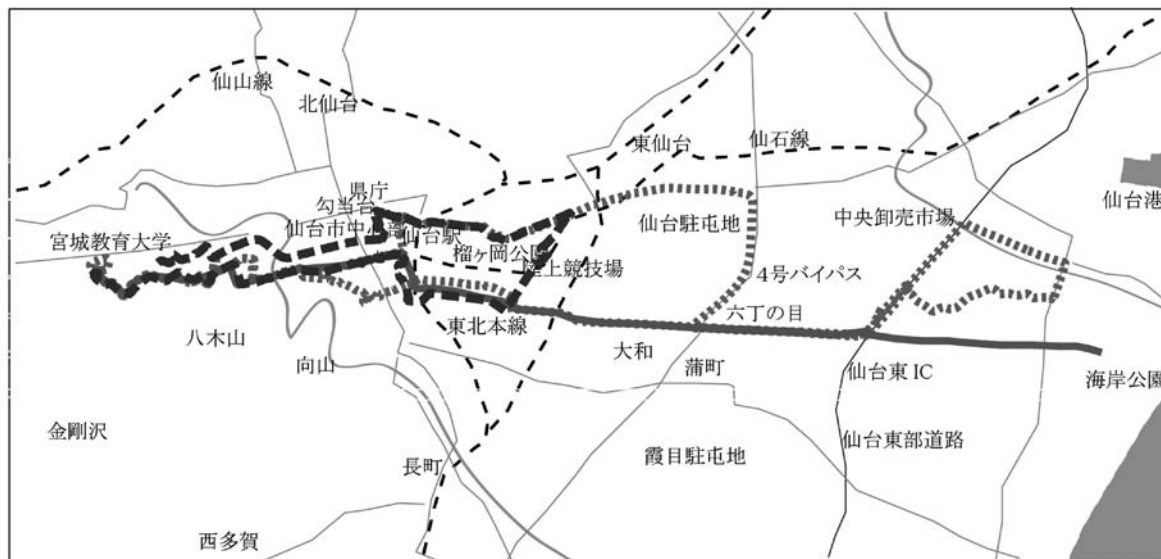 仙山線
北仙台
東仙台
仙石線
仙台港
県庁
勾当台
仙台市中心部
仙台駅
榴ヶ岡公園
陸上競技場
仙台駐屯地
中央卸売市場
宮城教育大学
4号バイパス
六丁の目
東北本線
八木山
向山
大和
蒲町
仙台東IC
海岸公園
金剛沢
長町
霞目駐屯地
仙台東部道路
西多賀